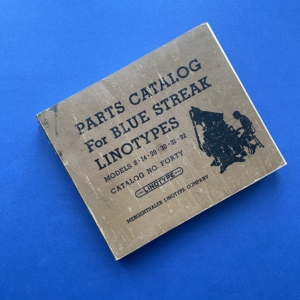 PARTS CATALOG
For BLUE STREAK
LINOTYPES
MODELS 8 · 14 · 29 · 30 · 31 · 32
CATALOG NO. FORTY
LINOTYPE
MERGENTHALER LINOTYPE COMPANY